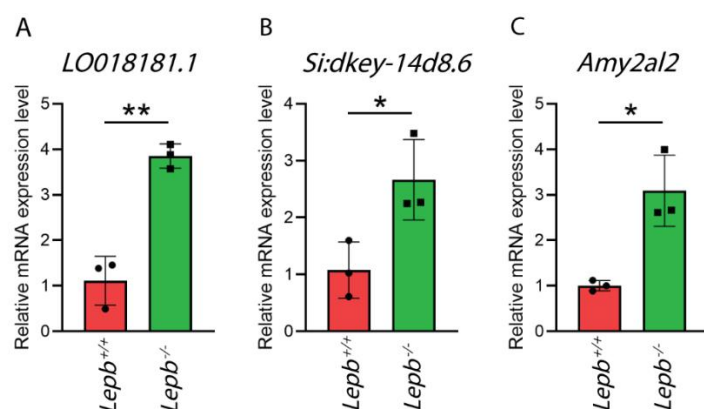 A
LO018181.1
**
Relative mRNA expression level
5
4
3
2
1
0
Lepb+/+
Lepb-/-
B
Si:dkey-14d8.6
*
Relative mRNA expression level
4
3
2
1
0
Lepb+/+
Lepb-/-
C
Amy2al2
*
Relative mRNA expression level
5
4
3
2
1
0
Lepb+/+
Lepb-/-